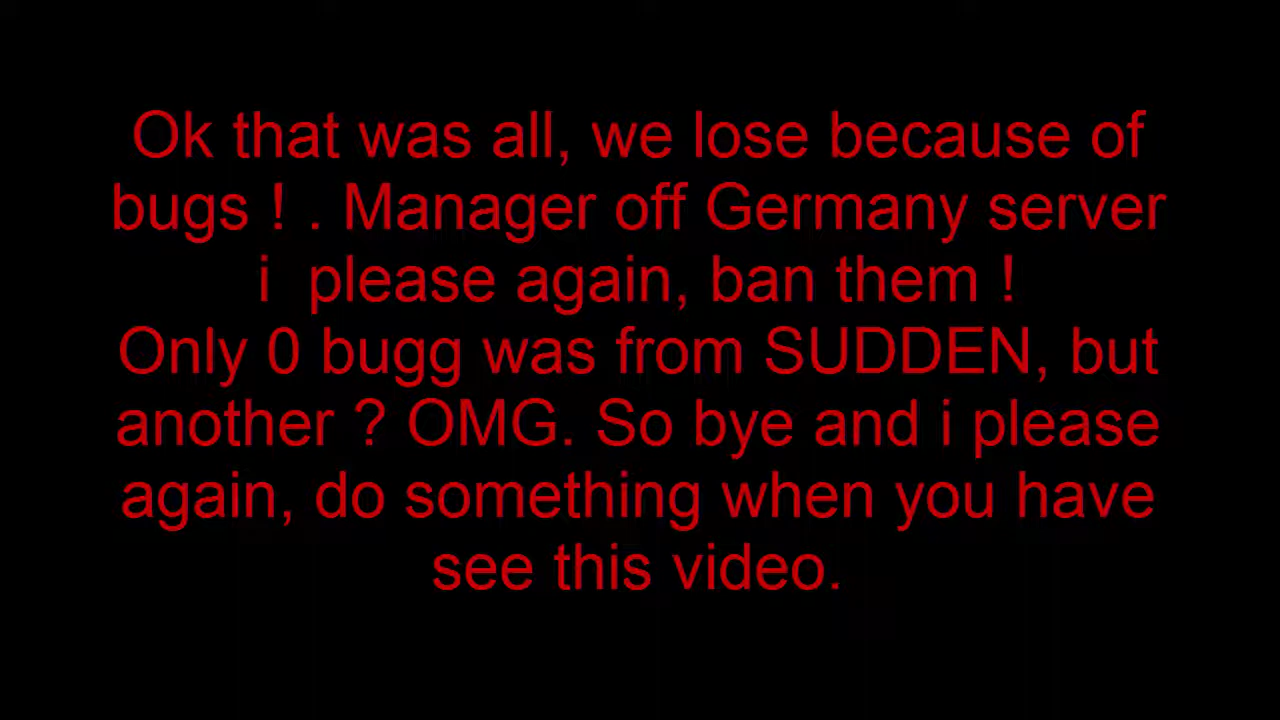 Ok that was all, we lose because of
bugs ! . Manager off Germany server
i  please again, ban them !
Only 0 bugg was from SUDDEN, but
another ? OMG. So bye and i please
again, do something when you have
see this video.